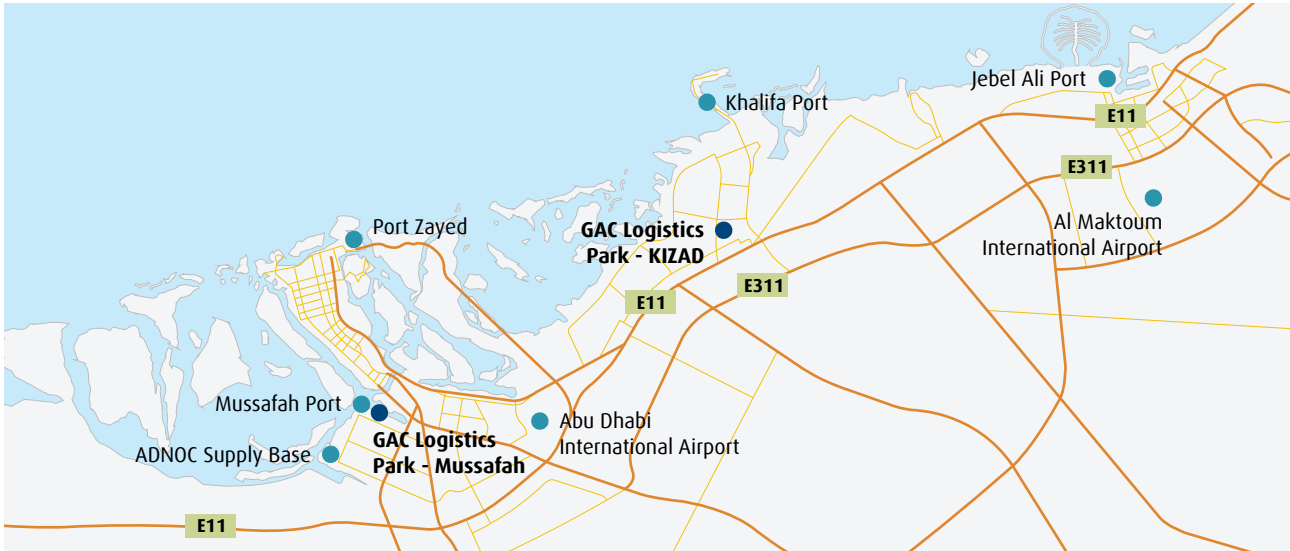 Jebel Ali Port
Khalifa Port
E11
E311
Al Maktoum
International Airport
Port Zayed
GAC Logistics
Park - KIZAD
E311
E11
Mussafah Port
Abu Dhabi
International Airport
GAC Logistics
Park - Mussafah
ADNOC Supply Base
E11